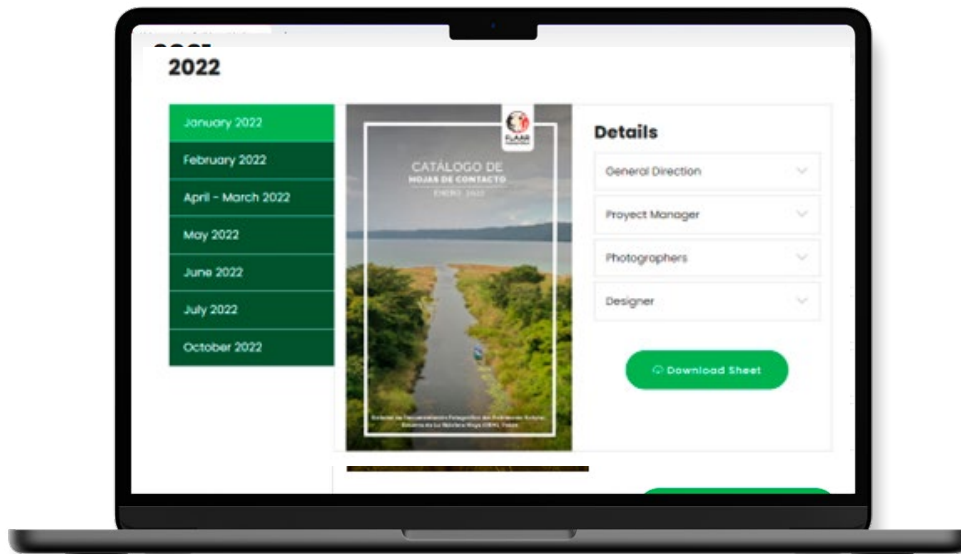 2022
January 2022
February 2022
April - March 2022
May 2022
June 2022
July 2022
October 2022
FLAAR
CATÁLOGO DE
HOJAS DE CONTACTO
ENERO 2022
Details
General Direction
Proyect Manager
Photographers
Designer
Download Sheet